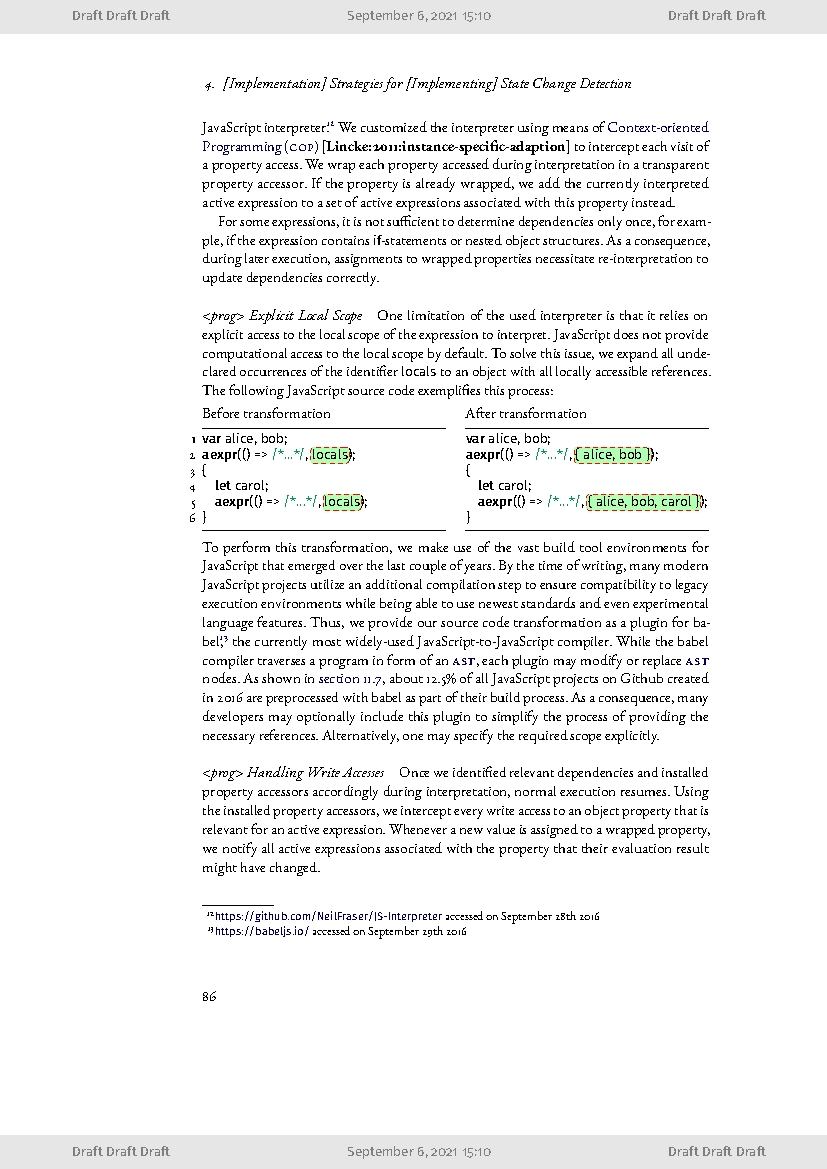 Draft Draft Draft September 6, 2021 15:10 Draft Draft Draft
4. [Implementation] Strategies for [Implementing] State Change Detection
JavaScript interpreter.12 We customized the interpreter using means of Context-oriented
Programming (COP) [Lincke:2011:instance-specific-adaption] to intercept each visit of
a property access. We wrap each property accessed during interpretation in a transparent
property accessor. If the property is already wrapped, we add the currently interpreted
active expression to a set of active expressions associated with this property instead.
For some expressions, it is not sufficient to determine dependencies only once, for exam-
ple, if the expression contains if-statements or nested object structures. As a consequence,
during later execution, assignments to wrapped properties necessitate re-interpretation to
update dependencies correctly.
<prog> Explicit Local Scope One limitation of the used interpreter is that it relies on
explicit access to the local scope of the expression to interpret. JavaScript does not provide
computational access to the local scope by default. To solve this issue, we expand all unde-
clared occurrences of the identifier locals to an object with all locally accessible references.
The following JavaScript source code exemplifies this process:
Before transformation
1 var alice, bob;
2 aexpr(() => /*...*/, locals);
3 {
4 let carol;
5 aexpr(() => /*...*/, locals);
6 }
After transformation
var alice, bob;
aexpr(() => /*...*/, { alice, bob });
{
let carol;
aexpr(() => /*...*/, { alice, bob, carol });
}
To perform this transformation, we make use of the vast build tool environments for
JavaScript that emerged over the last couple of years. By the time of writing, many modern
JavaScript projects utilize an additional compilation step to ensure compatibility to legacy
execution environments while being able to use newest standards and even experimental
language features. Thus, we provide our source code transformation as a plugin for ba-
bel,13 the currently most widely-used JavaScript-to-JavaScript compiler. While the babel
compiler traverses a program in form of an AST, each plugin may modify or replace AST
nodes. As shown in section 11.7, about 12.5% of all JavaScript projects on Github created
in 2016 are preprocessed with babel as part of their build process. As a consequence, many
developers may optionally include this plugin to simplify the process of providing the
necessary references. Alternatively, one may specify the required scope explicitly.
<prog> Handling Write Accesses Once we identified relevant dependencies and installed
property accessors accordingly during interpretation, normal execution resumes. Using
the installed property accessors, we intercept every write access to an object property that is
relevant for an active expression. Whenever a new value is assigned to a wrapped property,
we notify all active expressions associated with the property that their evaluation result
might have changed.
12https://github.com/NeilFraser/JS-Interpreter accessed on September 28th 2016
13https://babeljs.io/ accessed on September 29th 2016
86
Draft Draft Draft September 6, 2021 15:10 Draft Draft Draft